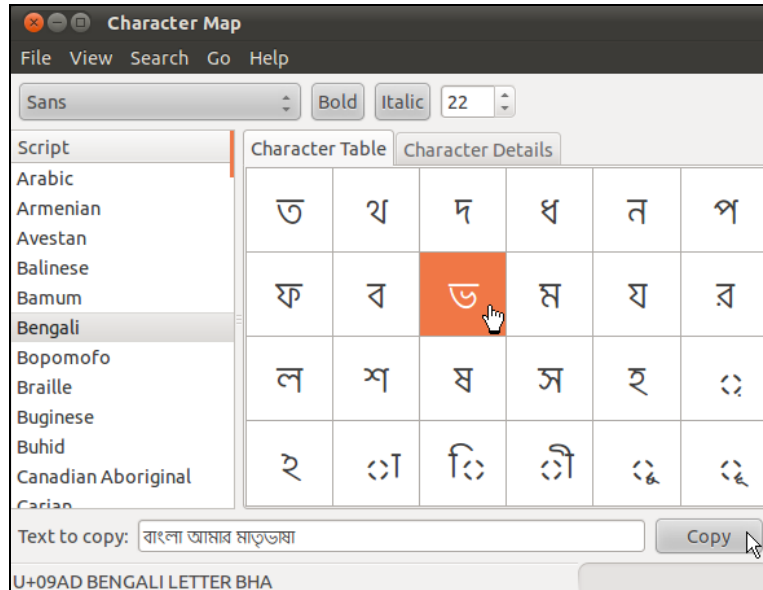 Character Map
File View Search Go Help
Sans Bold Italic 22
Script
Arabic
Armenian
Avestan
Balinese
Bamum
Bengali
Bopomofo
Braille
Buginese
Buhid
Canadian Aboriginal
Carian
Character Table Character Details
ত থ দ ধ ন প
ফ ব ভ ম য র
ল শ ষ স হ ়
ঽ া ি ী ু ূ
Text to copy: বাংলা আমার মাতৃভাষা Copy
U+09AD BENGALI LETTER BHA